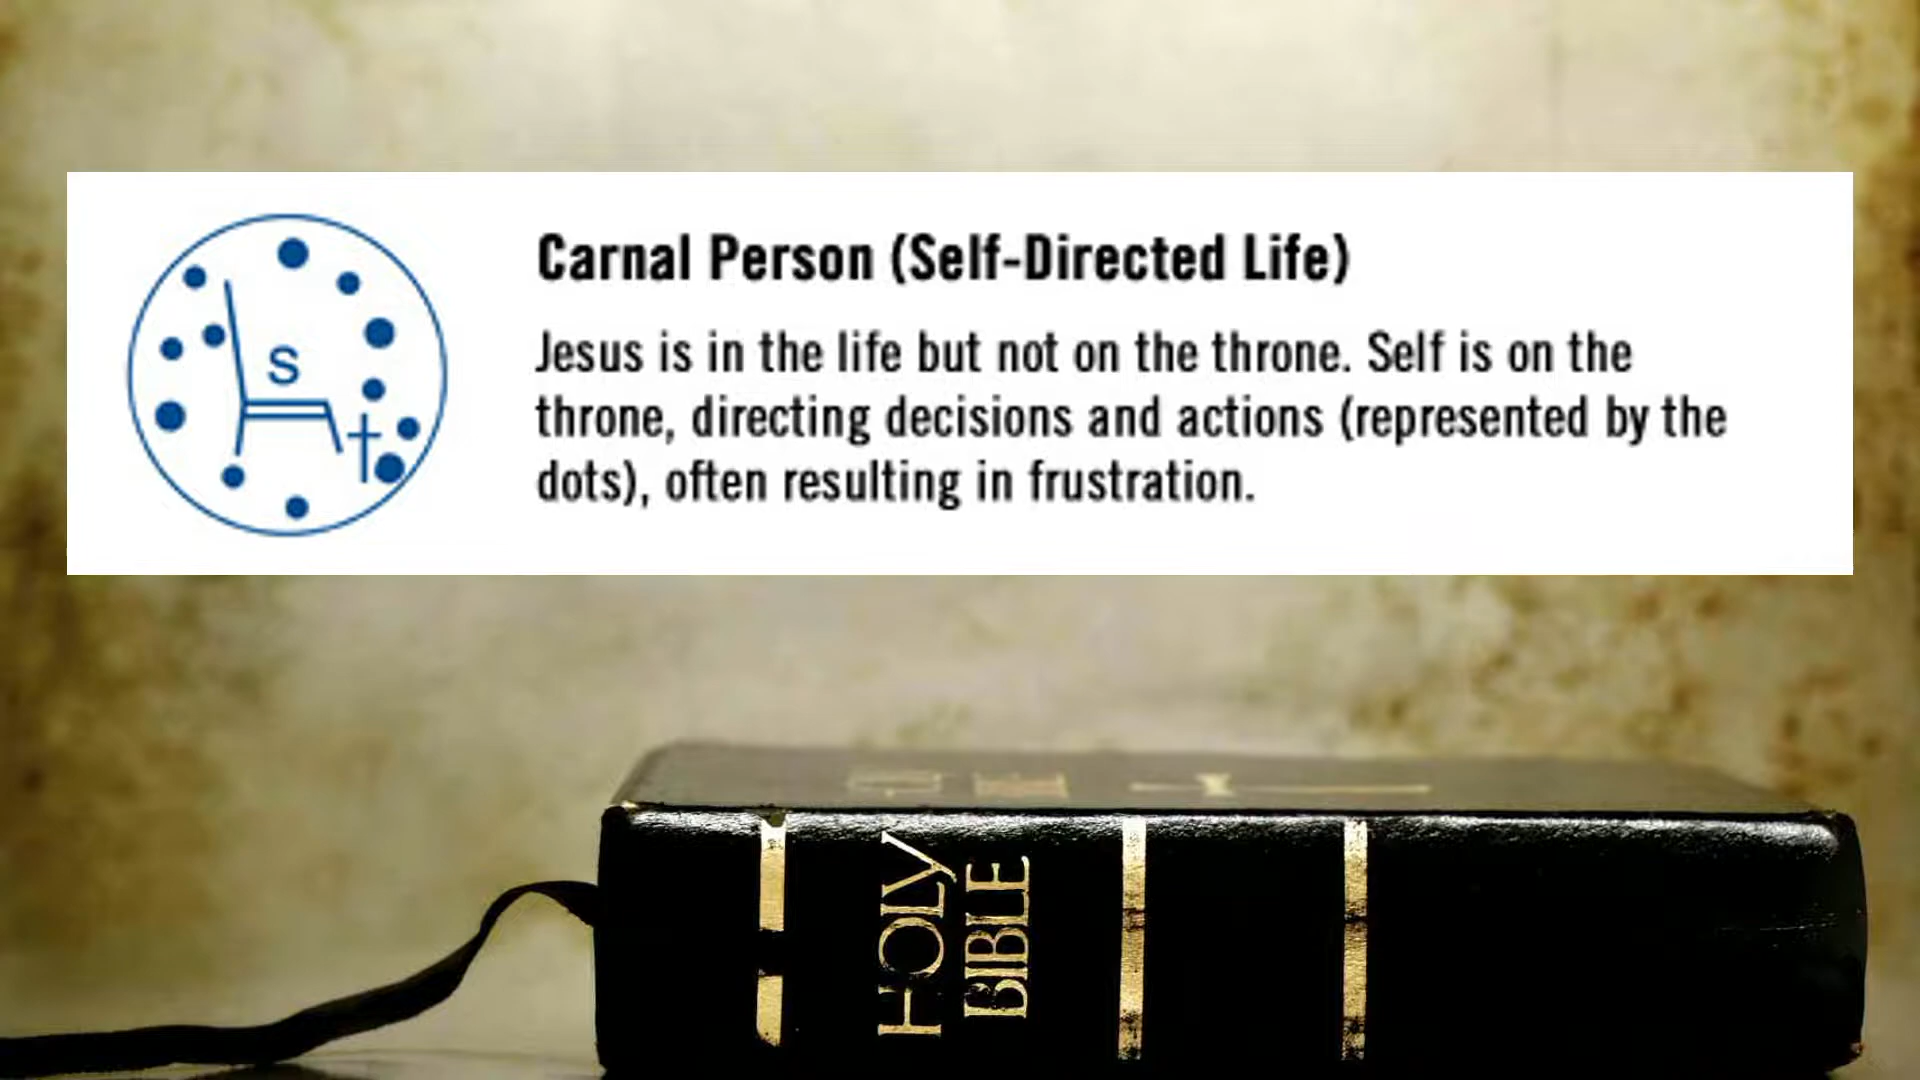 S
Carnal Person (Self-Directed Life)
Jesus is in the life but not on the throne. Self is on the
throne, directing decisions and actions (represented by the
dots), often resulting in frustration.
HOLY
BIBLE